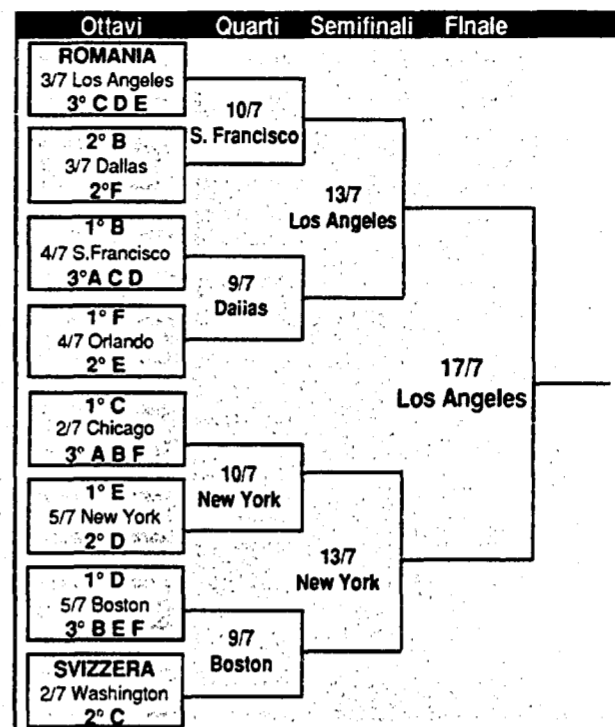 Ottavi Quarti Semifinali FInale
ROMANIA
3/7 Los Angeles
3° C D E
2° B
3/7 Dallas
2°F
1° B
4/7 S.Francisco
3°A C D
1° F
4/7 Orlando
2° E
1° C
2/7 Chicago
3° A B F
1° E
5/7 New York
2° D
1° D
5/7 Boston
3° B E F
SVIZZERA
2/7 Washington
2° C
10/7
S. Francisco
9/7
Daiias
10/7
New York
9/7
Boston
13/7
Los Angeles
13/7
New York
17/7
Los Angeles